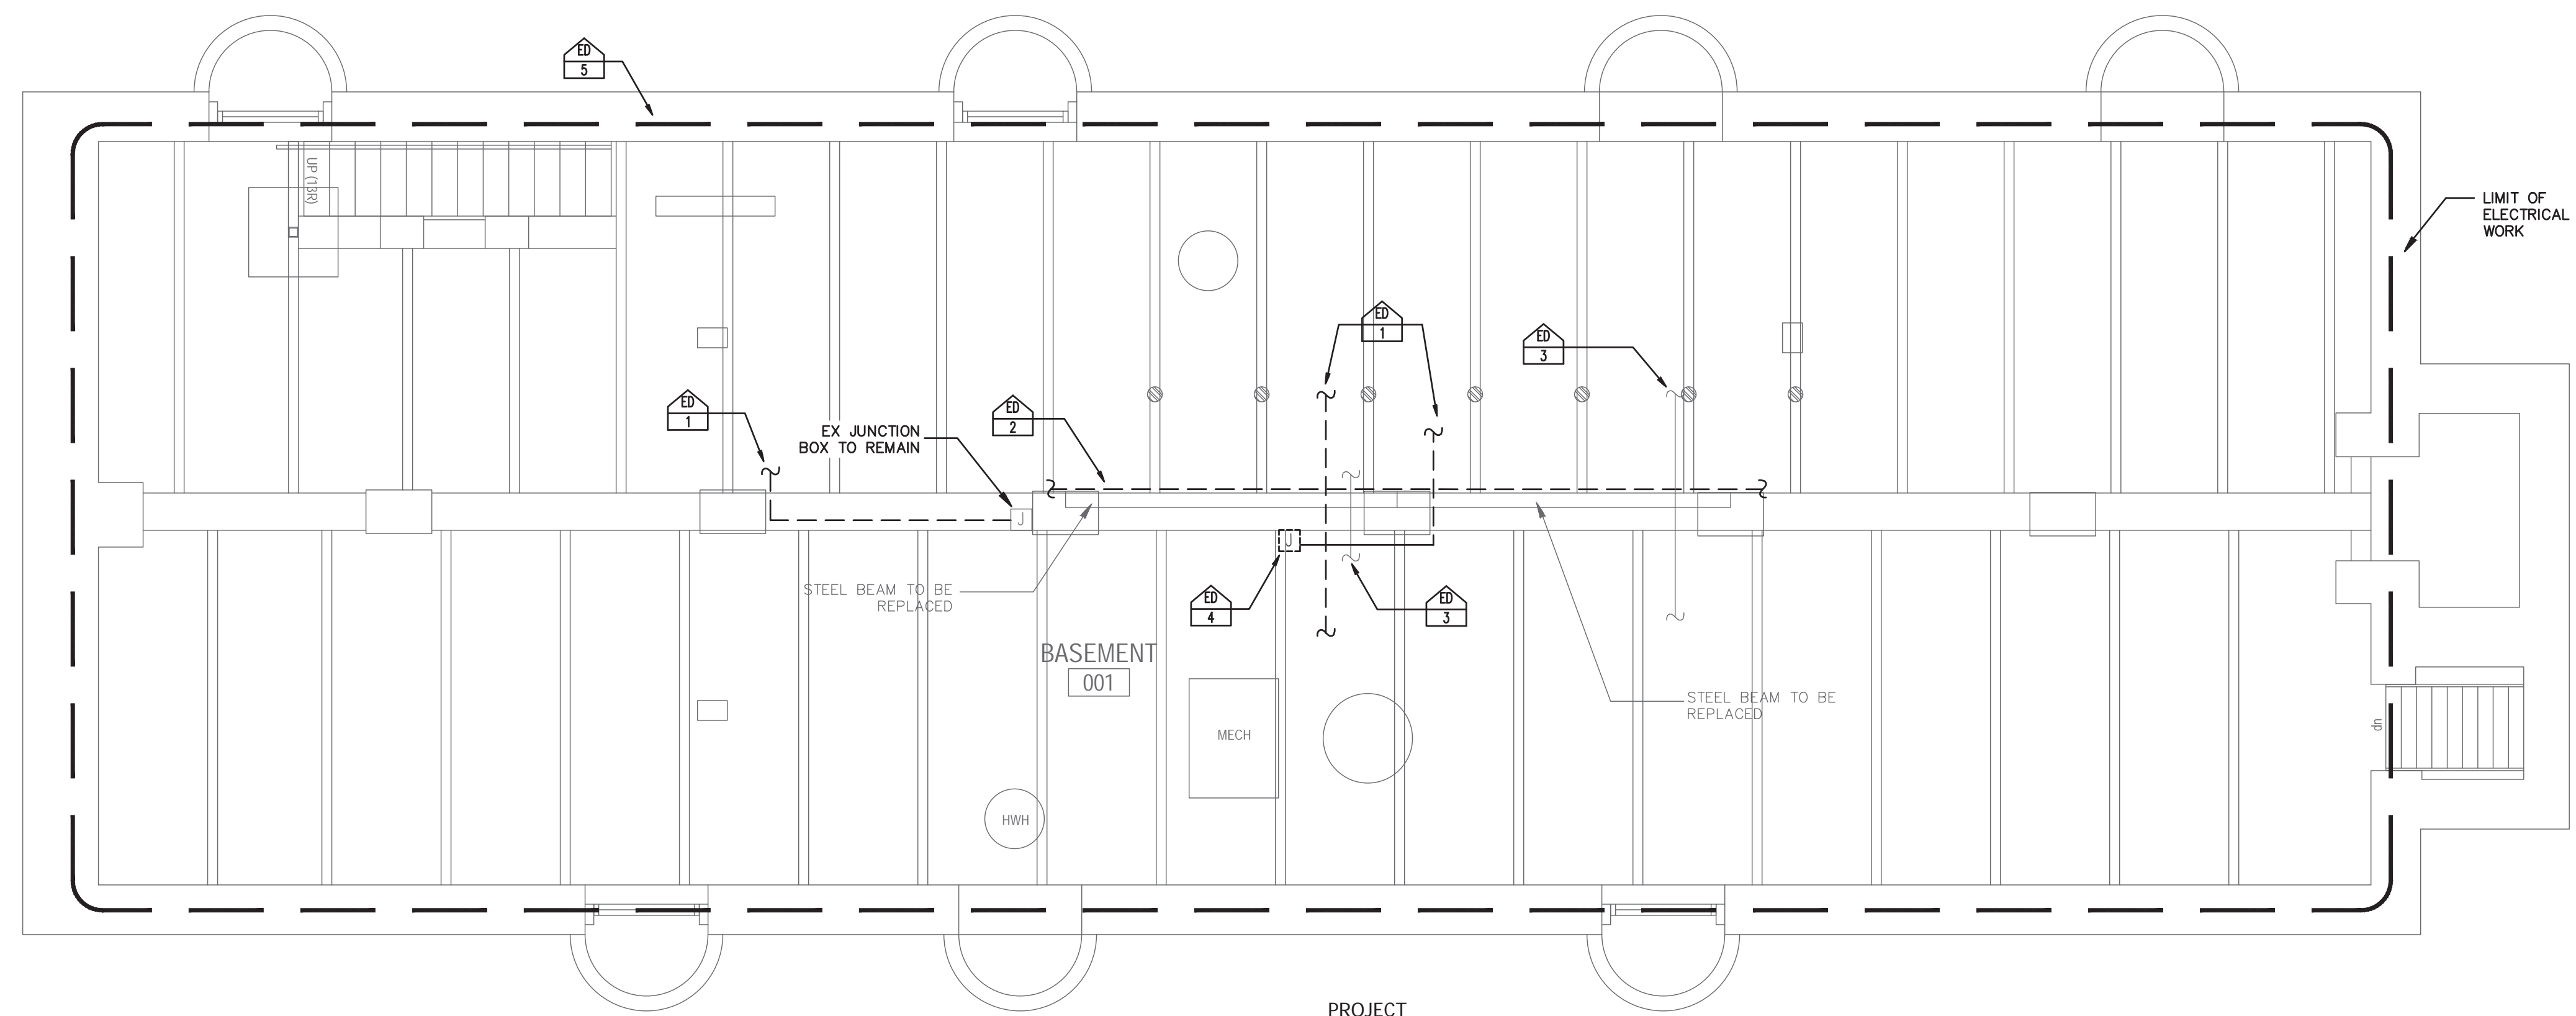 ED
5
UP (13R)
LIMIT OF
ELECTRICAL
WORK
ED
1
ED
3
ED
1
ED
2
EX JUNCTION
BOX TO REMAIN
J
J
STEEL BEAM TO BE
REPLACED
ED
4
ED
3
BASEMENT
001
STEEL BEAM TO BE
REPLACED
MECH
dn
HWH
PROJECT